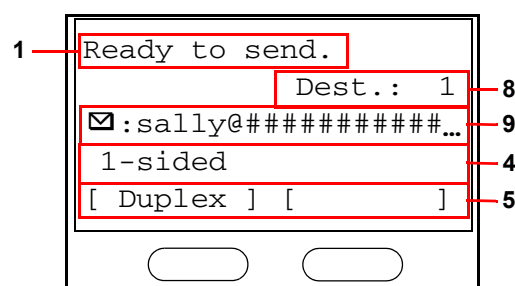 1 Ready to send.
Dest.: 1 8
✉:sally@###########… 9
1-sided 4
[ Duplex ] [ ] 5